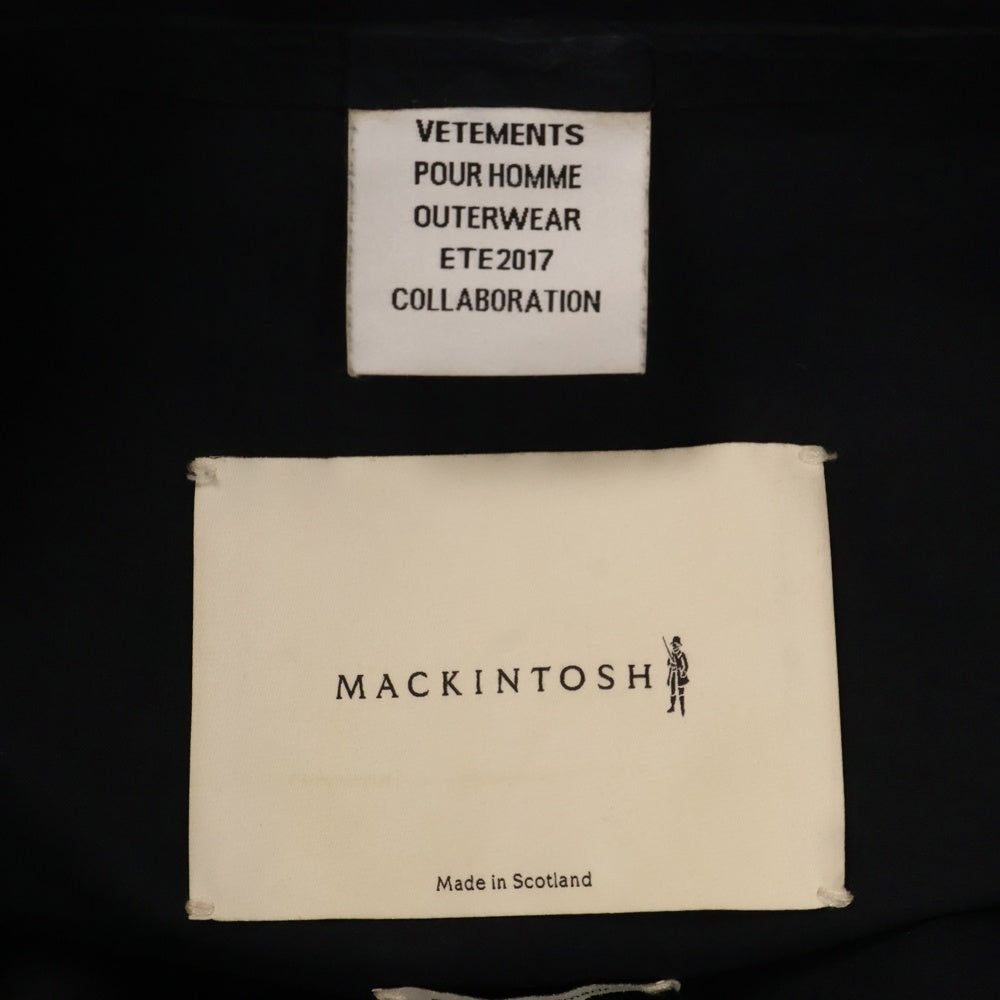 VETEMENTS
POUR HOMME
OUTERWEAR
ETE2017
COLLABORATION
MACKINTOSH
Made in Scotland